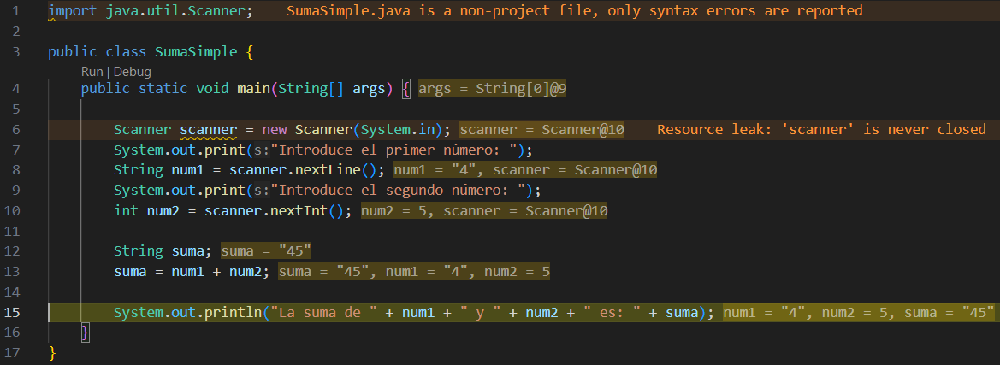 1 import java.util.Scanner; SumaSimple.java is a non-project file, only syntax errors are reported
2
3 public class SumaSimple {
Run | Debug
4 public static void main(String[] args) { args = String[0]@9
5
6 Scanner scanner = new Scanner(System.in); scanner = Scanner@10 Resource leak: 'scanner' is never closed
7 System.out.print(s:"Introduce el primer número: ");
8 String num1 = scanner.nextLine(); num1 = "4", scanner = Scanner@10
9 System.out.print(s:"Introduce el segundo número: ");
10 int num2 = scanner.nextInt(); num2 = 5, scanner = Scanner@10
11
12 String suma; suma = "45"
13 suma = num1 + num2; suma = "45", num1 = "4", num2 = 5
14
15 System.out.println("La suma de " + num1 + " y " + num2 + " es: " + suma); num1 = "4", num2 = 5, suma = "45"
16 }
17 }